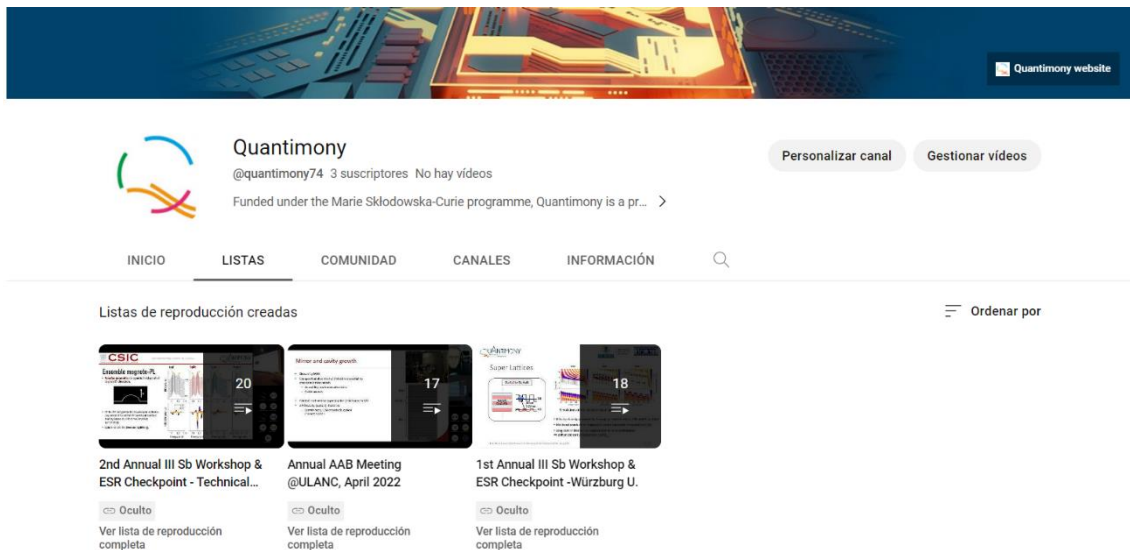 Quantimony website
Quantimony
@quantimony74 3 suscriptores No hay vídeos
Funded under the Marie Skłodowska-Curie programme, Quantimony is a pr...
Personalizar canal
Gestionar vídeos
INICIO
LISTAS
COMUNIDAD
CANALES
INFORMACIÓN
Listas de reproducción creadas
Ordenar por
CSIC
Ensemble magneto-PL
20
Mirror and cavity growth
17
QUANTIMONY
Super Lattices
18
2nd Annual III Sb Workshop &
ESR Checkpoint - Technical...
Oculto
Ver lista de reproducción
completa
Annual AAB Meeting
@ULANC, April 2022
Oculto
Ver lista de reproducción
completa
1st Annual III Sb Workshop &
ESR Checkpoint -Würzburg U.
Oculto
Ver lista de reproducción
completa